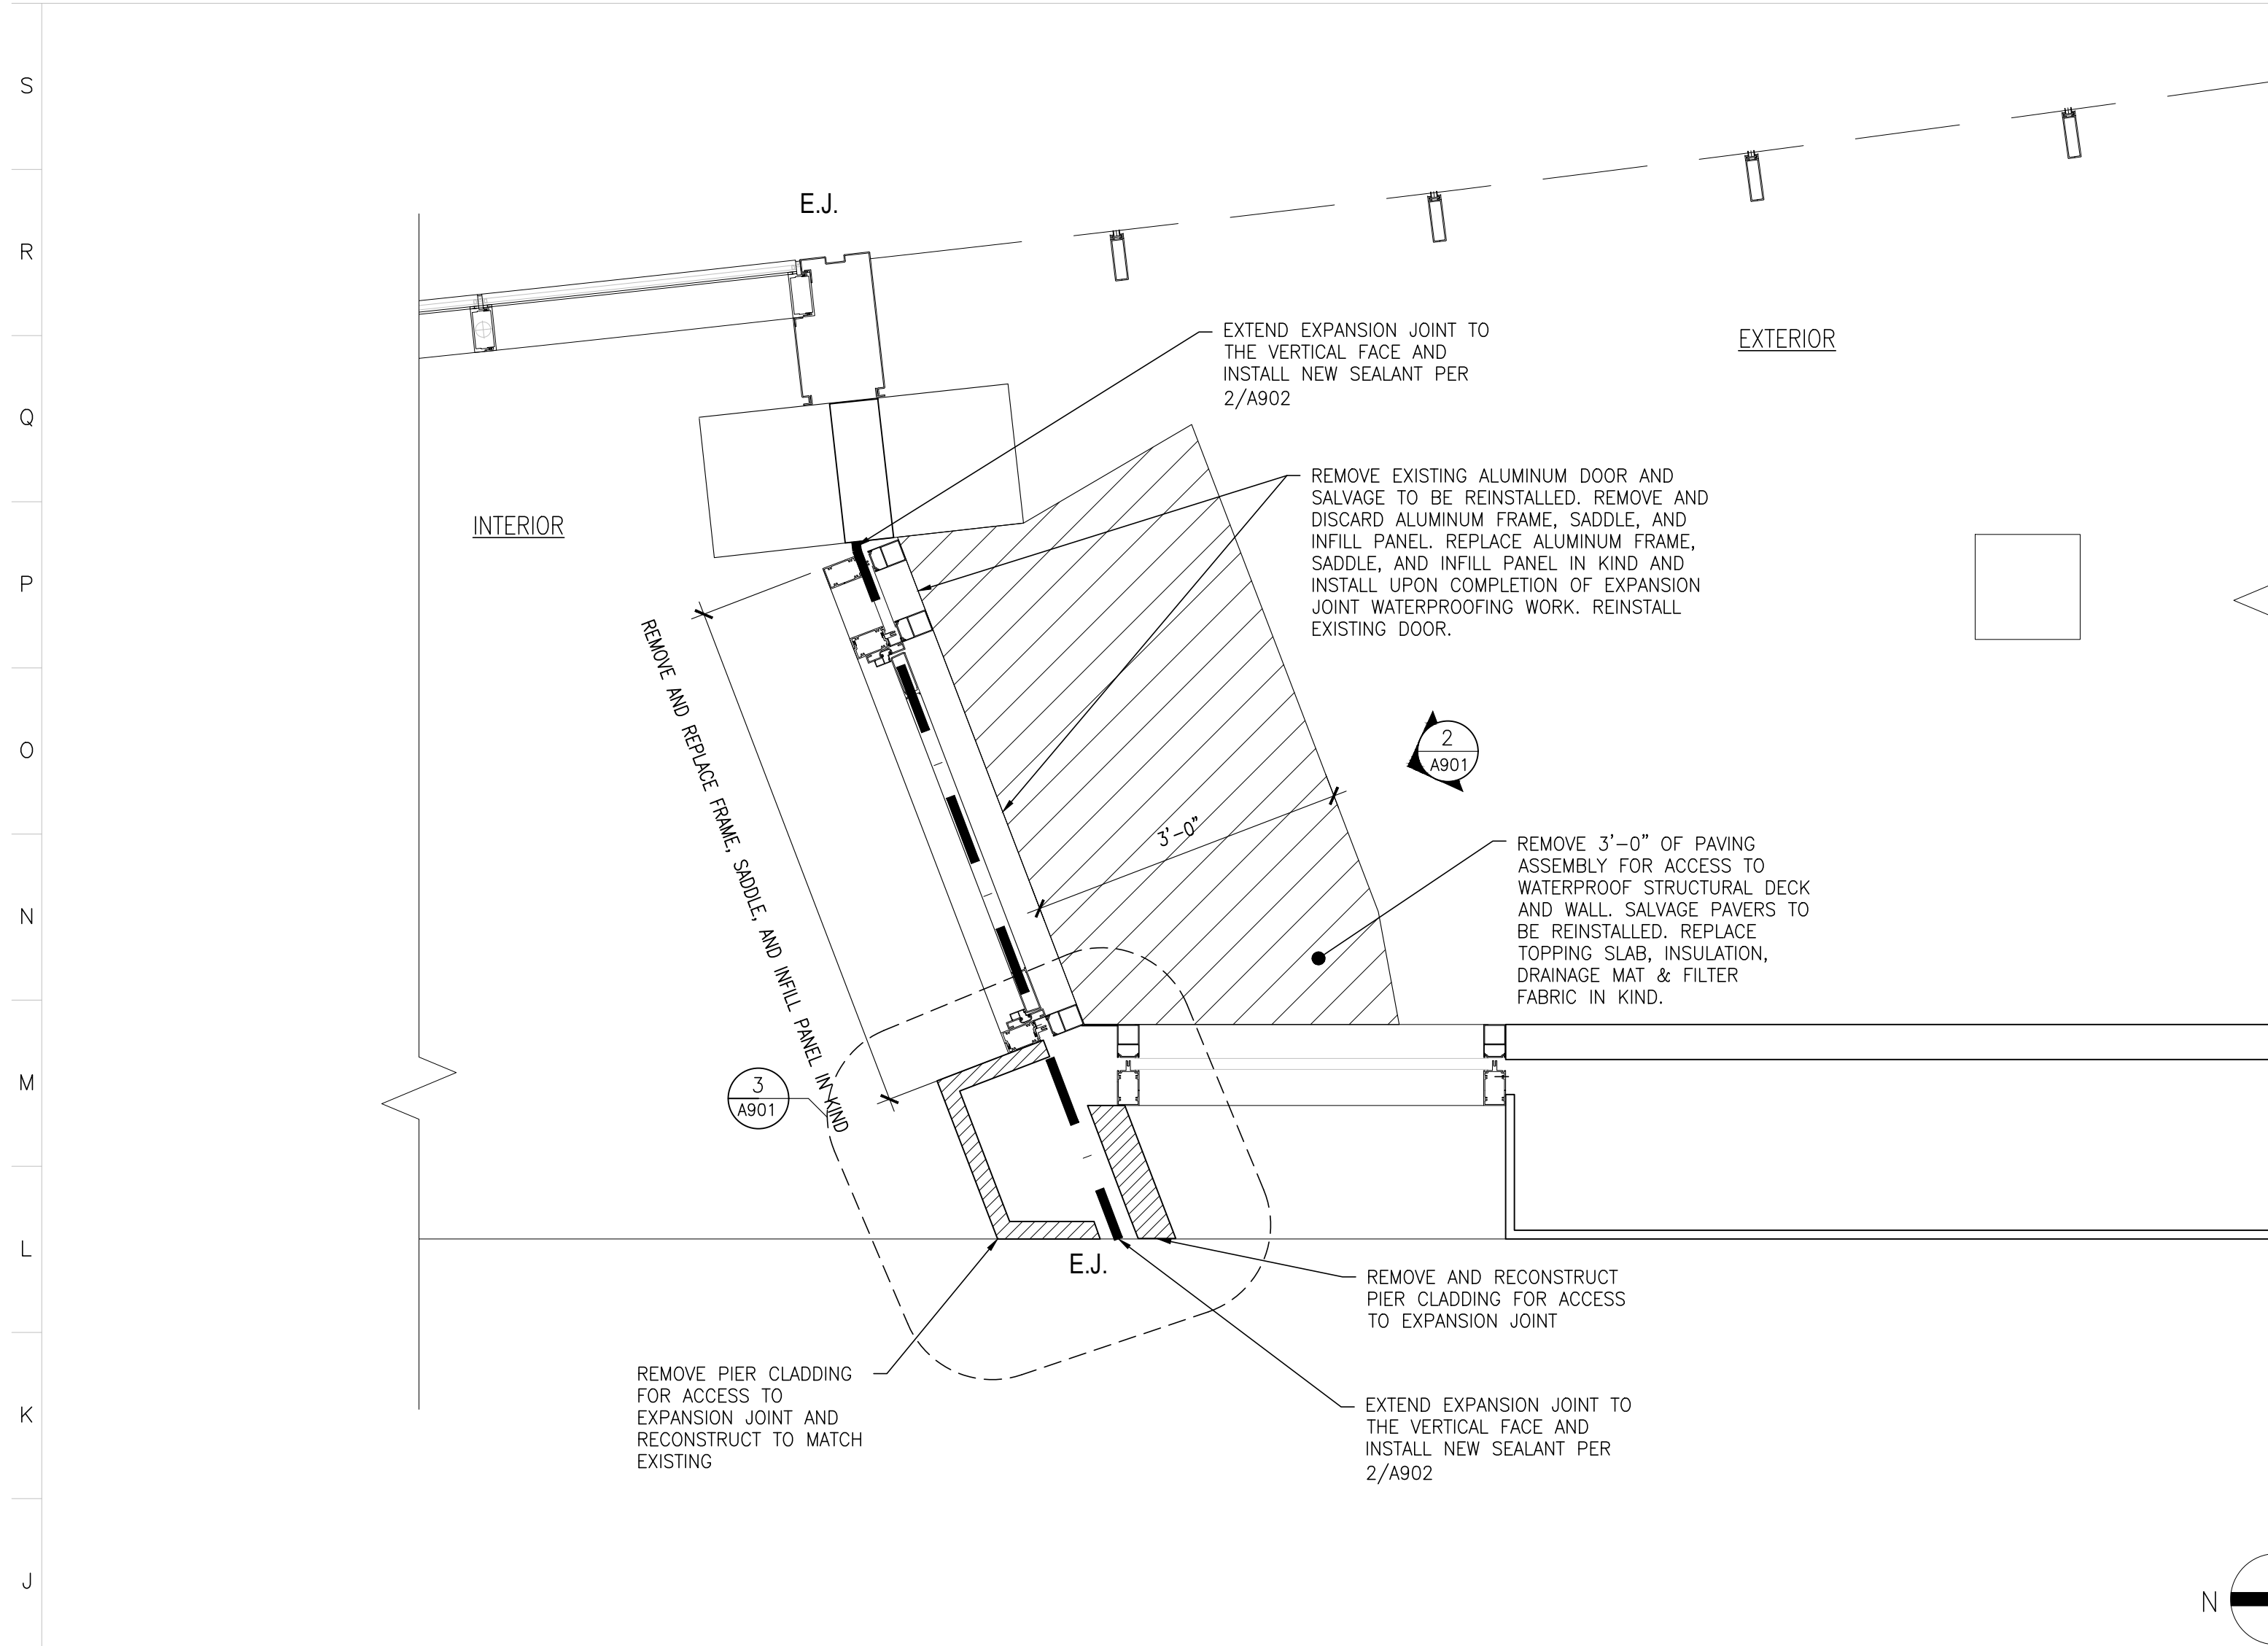 S
R
Q
P
O
N
M
L
K
J
E.J.
EXTERIOR
INTERIOR
EXTEND EXPANSION JOINT TO
THE VERTICAL FACE AND
INSTALL NEW SEALANT PER
2/A902
REMOVE EXISTING ALUMINUM DOOR AND
SALVAGE TO BE REINSTALLED. REMOVE AND
DISCARD ALUMINUM FRAME, SADDLE, AND
INFILL PANEL. REPLACE ALUMINUM FRAME,
SADDLE, AND INFILL PANEL IN KIND AND
INSTALL UPON COMPLETION OF EXPANSION
JOINT WATERPROOFING WORK. REINSTALL
EXISTING DOOR.
REMOVE AND REPLACE FRAME, SADDLE, AND INFILL PANEL IN KIND
2
A901
3'-0"
REMOVE 3'-0" OF PAVING
ASSEMBLY FOR ACCESS TO
WATERPROOF STRUCTURAL DECK
AND WALL. SALVAGE PAVERS TO
BE REINSTALLED. REPLACE
TOPPING SLAB, INSULATION,
DRAINAGE MAT & FILTER
FABRIC IN KIND.
3
A901
E.J.
REMOVE AND RECONSTRUCT
PIER CLADDING FOR ACCESS
TO EXPANSION JOINT
REMOVE PIER CLADDING
FOR ACCESS TO
EXPANSION JOINT AND
RECONSTRUCT TO MATCH
EXISTING
EXTEND EXPANSION JOINT TO
THE VERTICAL FACE AND
INSTALL NEW SEALANT PER
2/A902
N